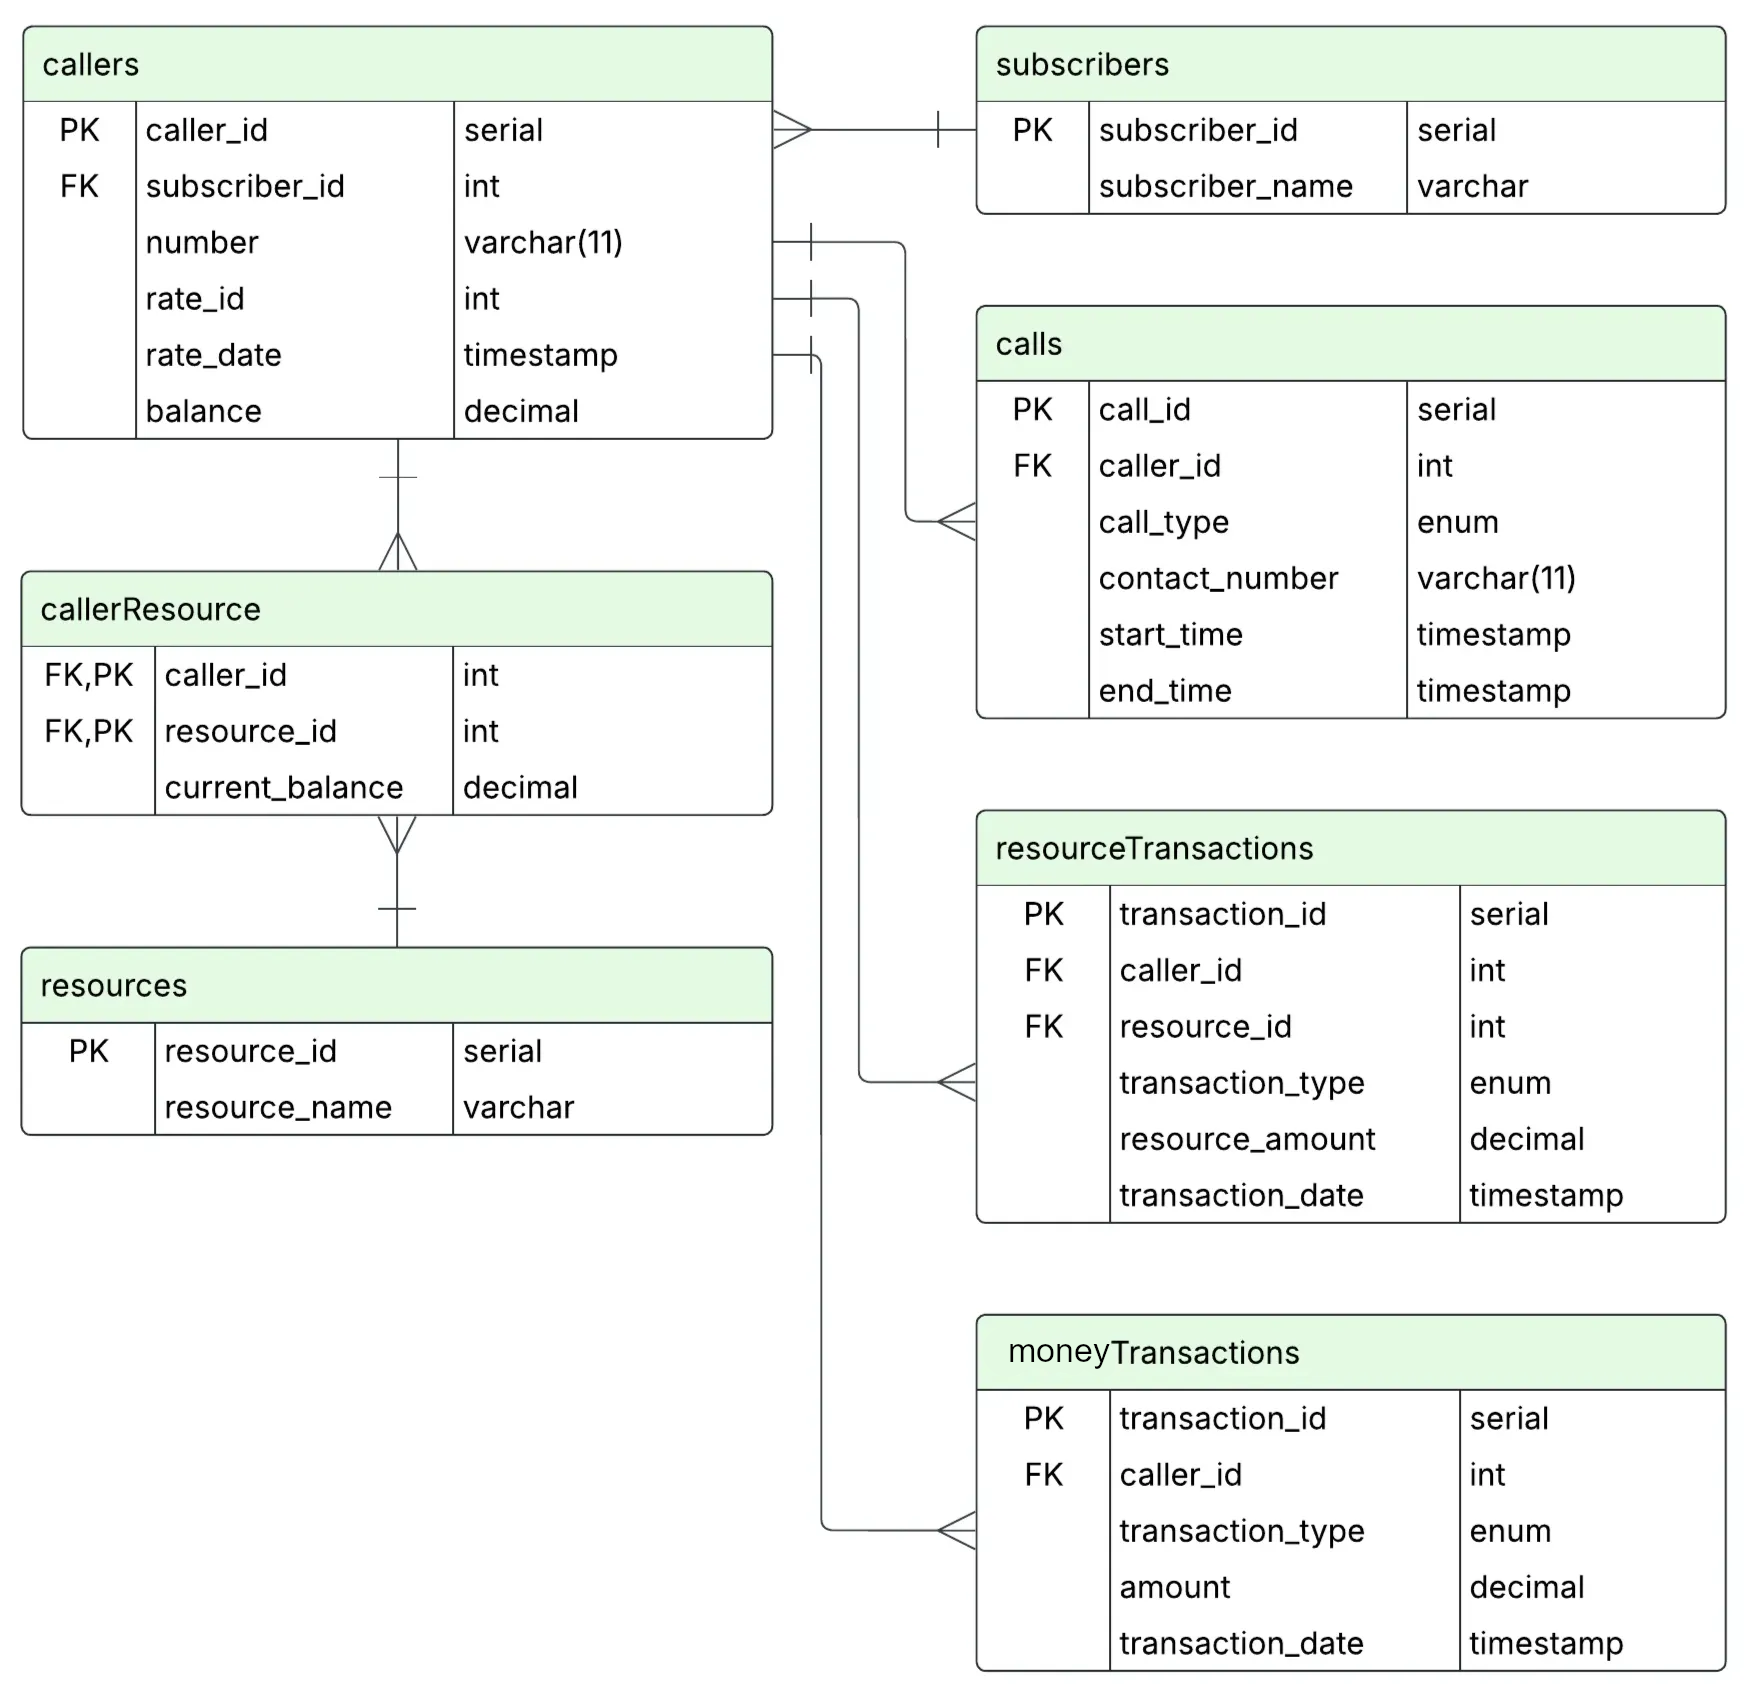 callers
PK caller_id serial
FK subscriber_id int
number varchar(11)
rate_id int
rate_date timestamp
balance decimal
subscribers
PK subscriber_id serial
subscriber_name varchar
calls
PK call_id serial
FK caller_id int
call_type enum
contact_number varchar(11)
start_time timestamp
end_time timestamp
callerResource
FK,PK caller_id int
FK,PK resource_id int
current_balance decimal
resources
PK resource_id serial
resource_name varchar
resourceTransactions
PK transaction_id serial
FK caller_id int
FK resource_id int
transaction_type enum
resource_amount decimal
transaction_date timestamp
moneyTransactions
PK transaction_id serial
FK caller_id int
transaction_type enum
amount decimal
transaction_date timestamp